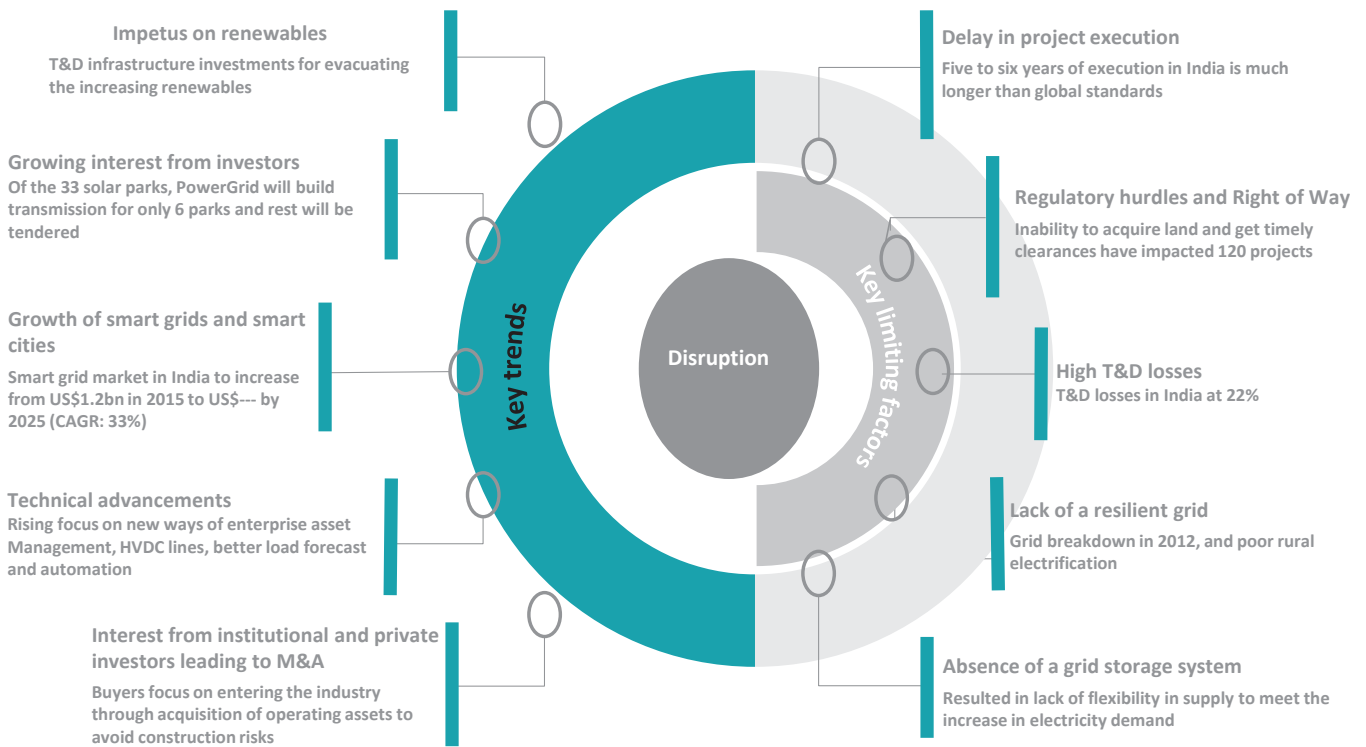 Impetus on renewables
T&D infrastructure investments for evacuating
the increasing renewables
Growing interest from investors
Of the 33 solar parks, PowerGrid will build
transmission for only 6 parks and rest will be
tendered
Growth of smart grids and smart
cities
Smart grid market in India to increase
from US$1.2bn in 2015 to US$--- by
2025 (CAGR: 33%)
Technical advancements
Rising focus on new ways of enterprise asset
Management, HVDC lines, better load forecast
and automation
Interest from institutional and private
investors leading to M&A
Buyers focus on entering the industry
through acquisition of operating assets to
avoid construction risks
Key trends
Disruption
Key limiting factors
Delay in project execution
Five to six years of execution in India is much
longer than global standards
Regulatory hurdles and Right of Way
Inability to acquire land and get timely
clearances have impacted 120 projects
High T&D losses
T&D losses in India at 22%
Lack of a resilient grid
Grid breakdown in 2012, and poor rural
electrification
Absence of a grid storage system
Resulted in lack of flexibility in supply to meet the
increase in electricity demand